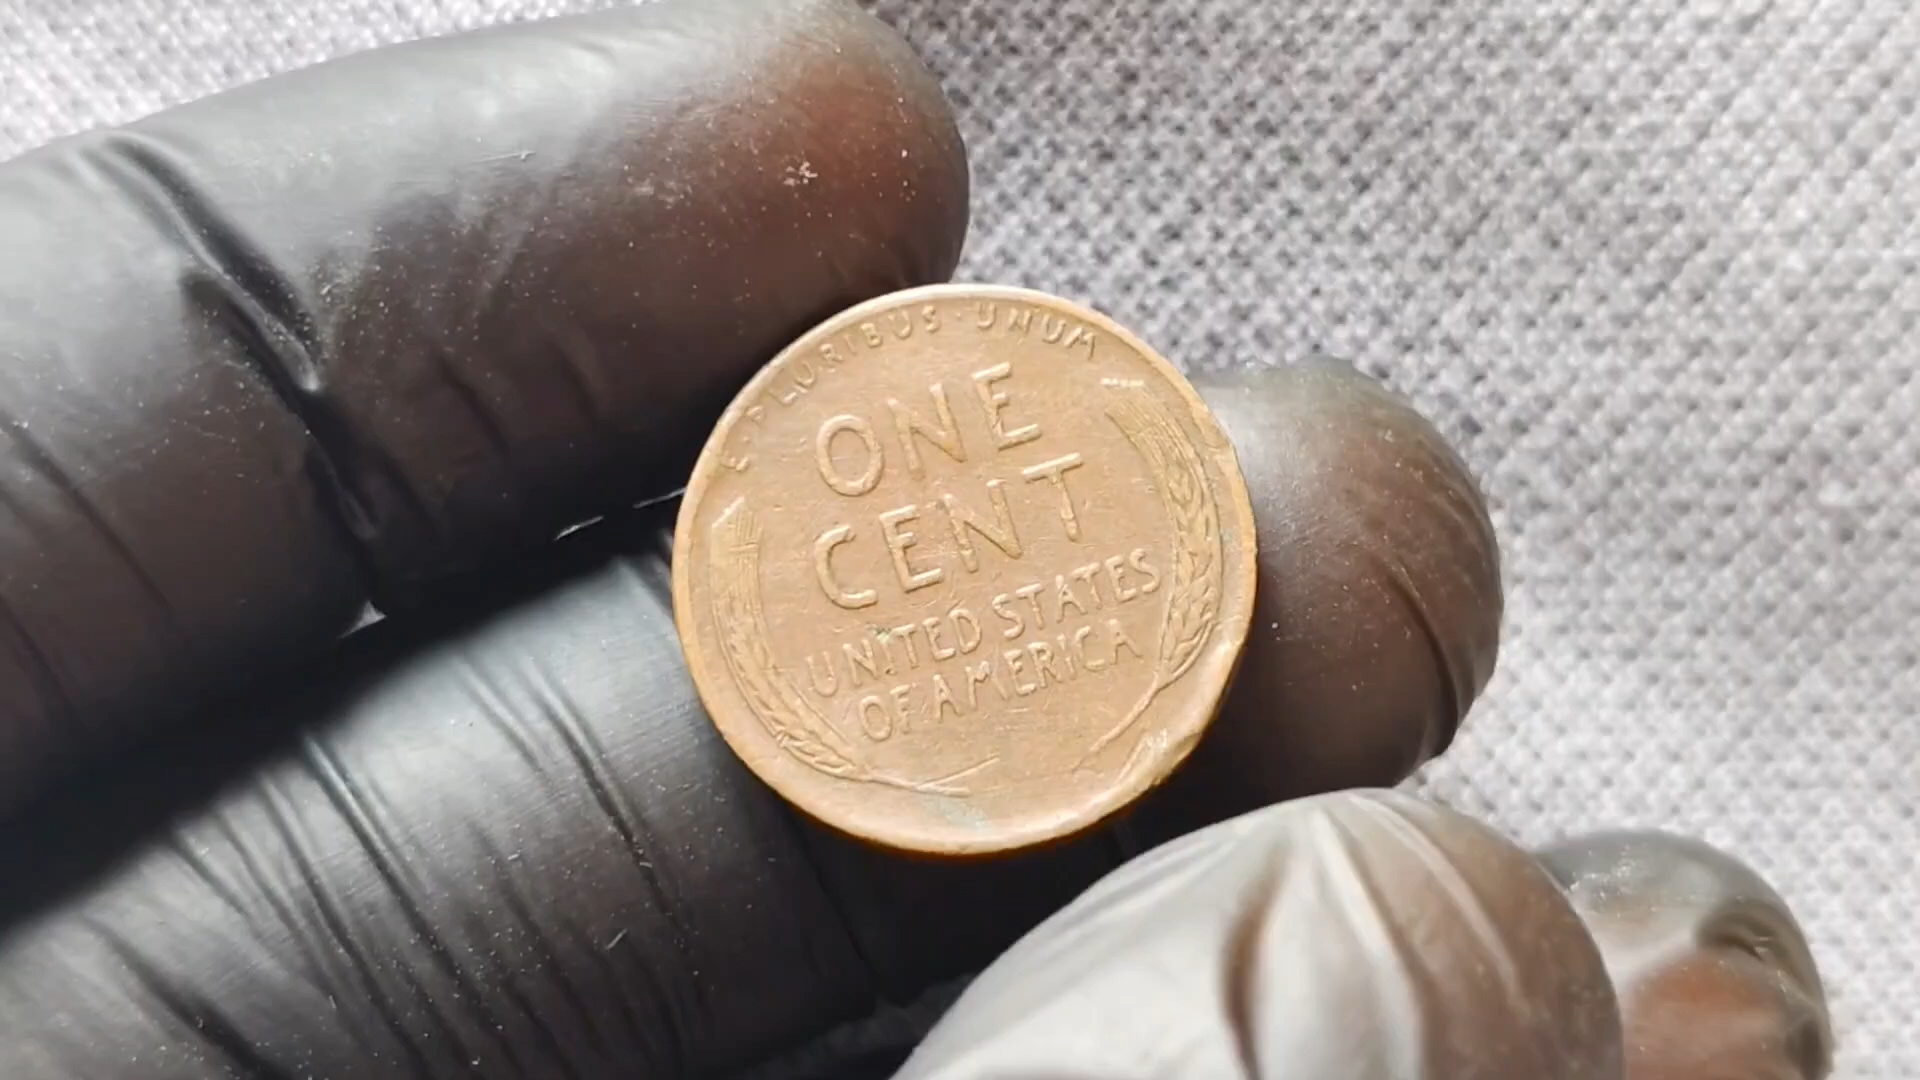 E·PLURIBUS·UNUM
ONE
CENT
UNITED STATES
OF AMERICA